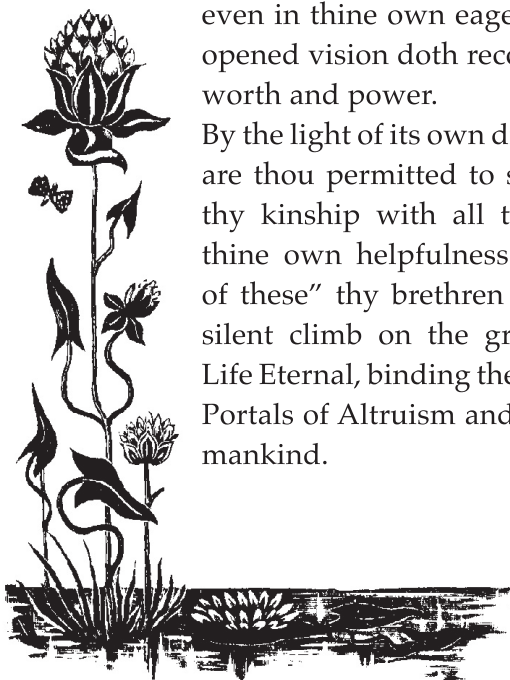 even in thine own eage
opened vision doth reco
worth and power.
By the light of its own d
are thou permitted to s
thy kinship with all t
thine own helpfulness
of these” thy brethren
silent climb on the gr
Life Eternal, binding the
Portals of Altruism and
mankind.